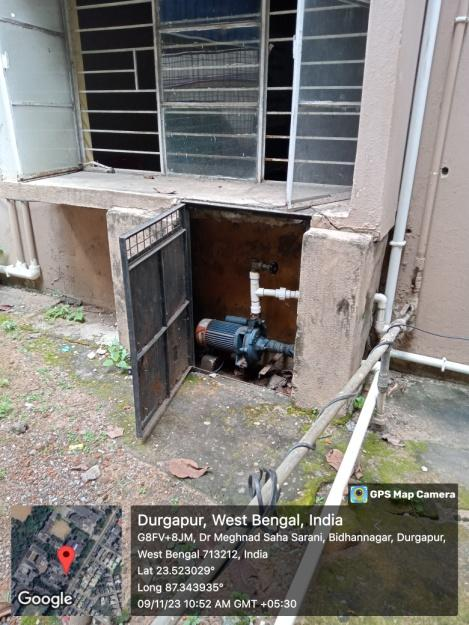 GPS Map Camera
Durgapur, West Bengal, India
G8FV+8JM, Dr Meghnad Saha Sarani, Bidhannagar, Durgapur,
West Bengal 713212, India
Lat 23.523029°
Long 87.343935°
09/11/23 10:52 AM GMT +05:30
Google